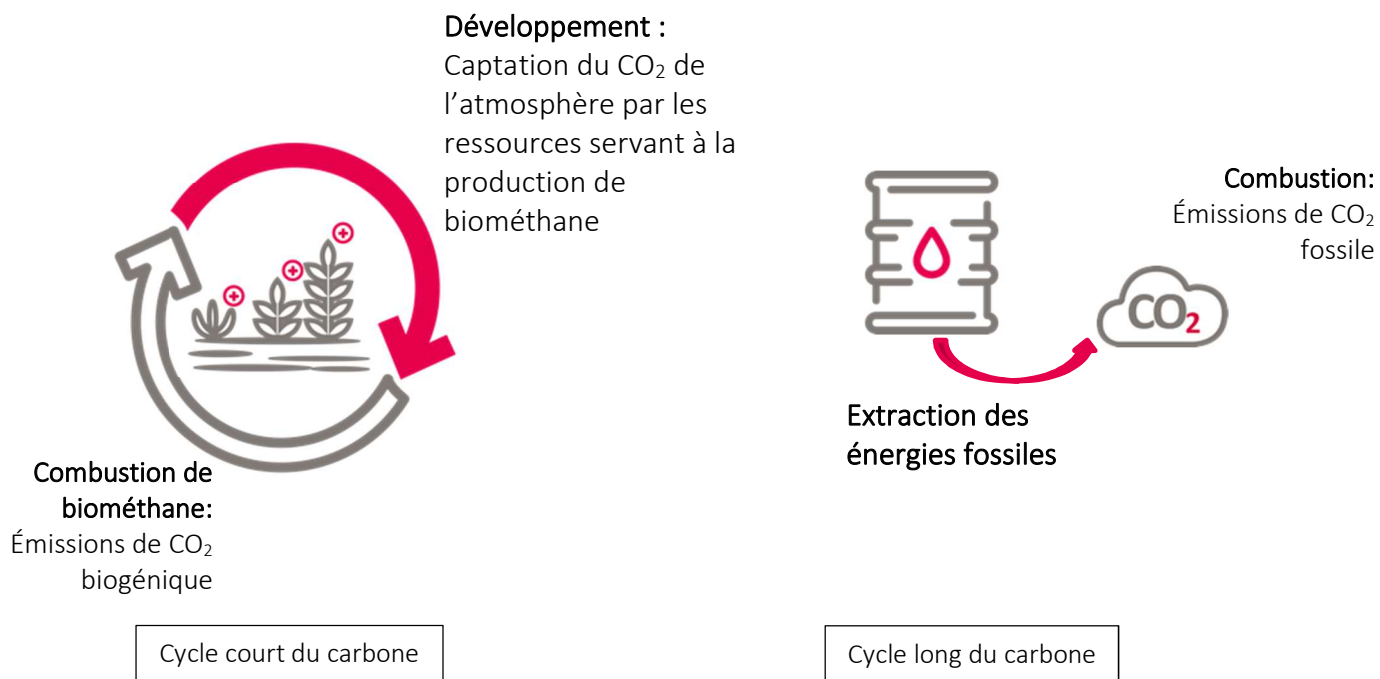 Développement :
Captation du CO₂ de
l’atmosphère par les
ressources servant à la
production de
biométhane
Combustion de
biométhane:
Émissions de CO₂
biogénique
Cycle court du carbone
Combustion:
Émissions de CO₂
fossile
CO₂
Extraction des
énergies fossiles
Cycle long du carbone